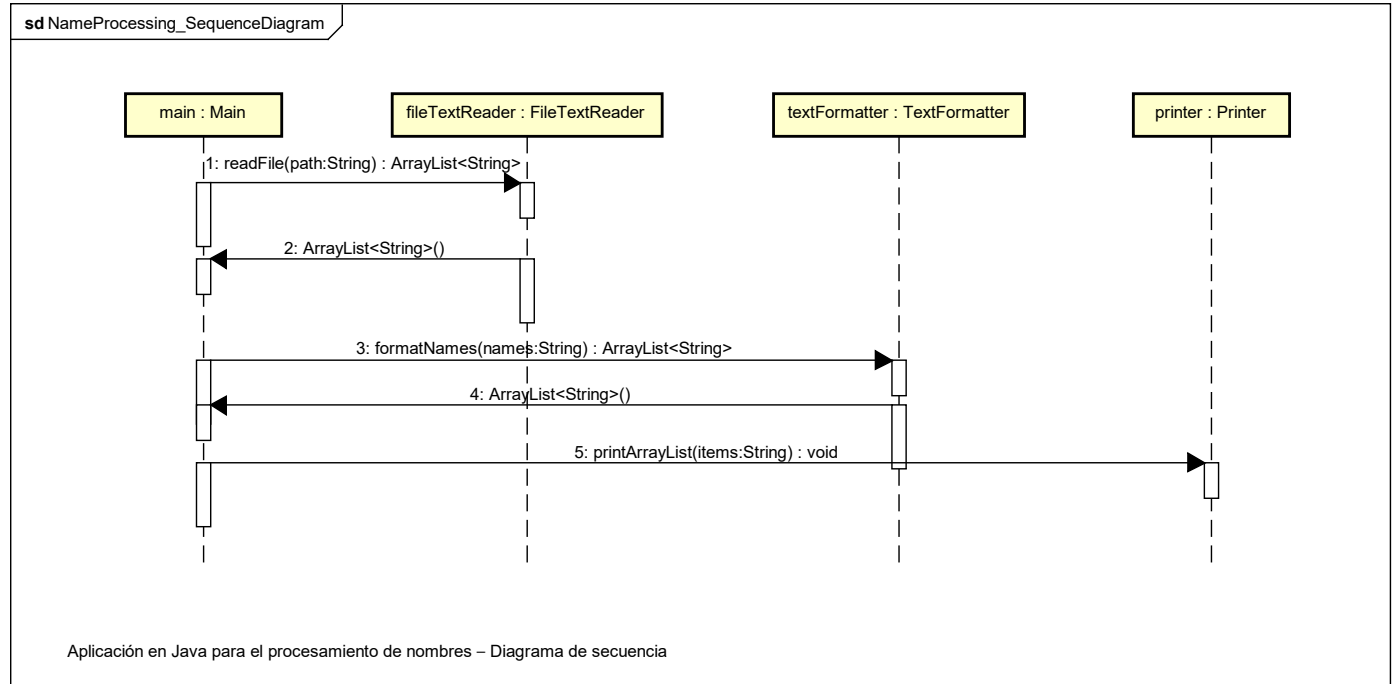 sd NameProcessing_SequenceDiagram
main : Main
fileTextReader : FileTextReader
textFormatter : TextFormatter
printer : Printer
1: readFile(path:String) : ArrayList<String>
2: ArrayList<String>()
3: formatNames(names:String) : ArrayList<String>
4: ArrayList<String>()
5: printArrayList(items:String) : void
Aplicación en Java para el procesamiento de nombres – Diagrama de secuencia